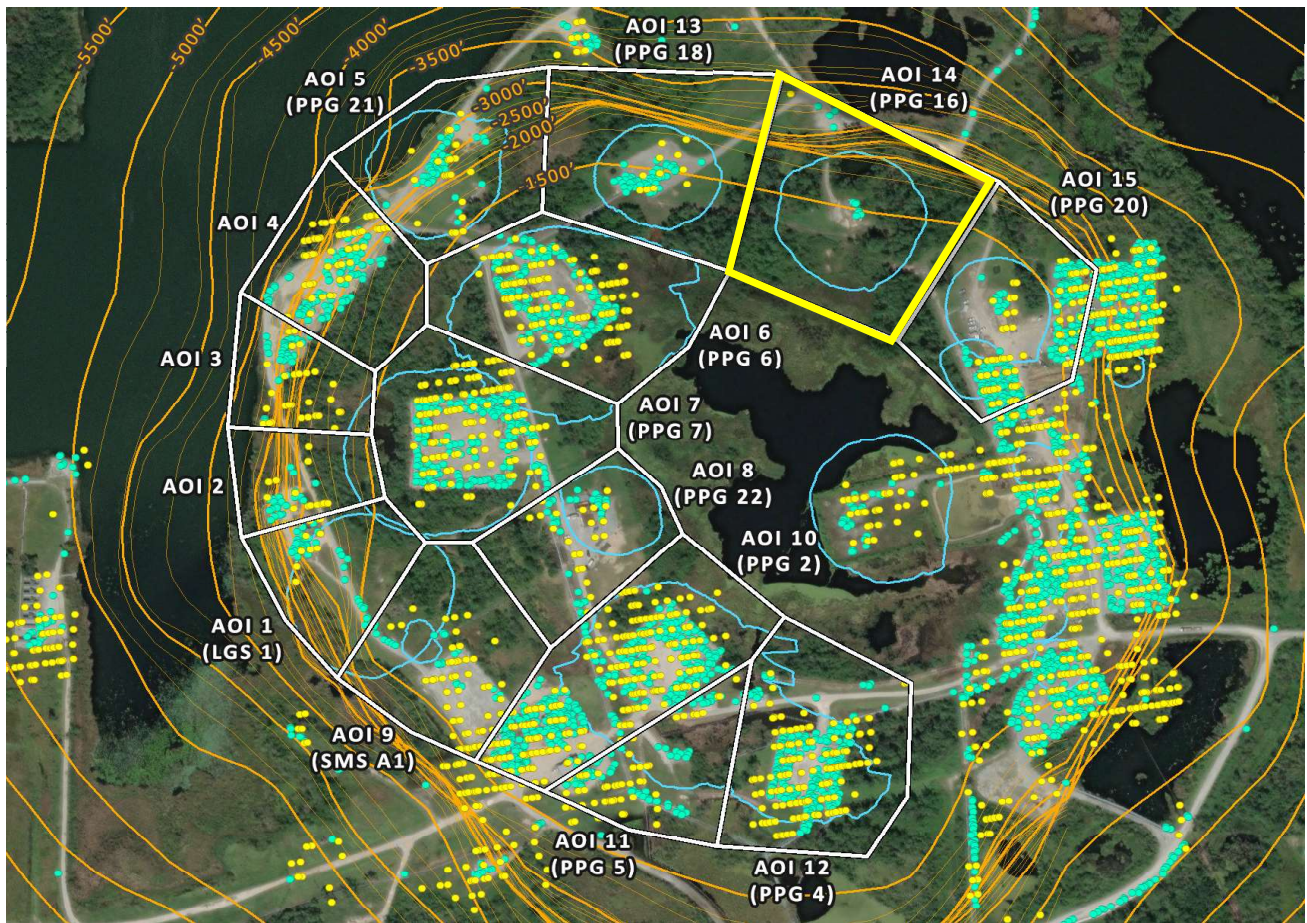 -5500'
-5000'
-4500'
-4000'
-3500'
-3000'
-2500'
-2000'
-1500'
AOI 13
(PPG 18)
AOI 5
(PPG 21)
AOI 14
(PPG 16)
AOI 15
(PPG 20)
AOI 4
AOI 3
AOI 6
(PPG 6)
AOI 7
(PPG 7)
AOI 2
AOI 8
(PPG 22)
AOI 10
(PPG 2)
AOI 1
(LGS 1)
AOI 9
(SMS A1)
AOI 11
(PPG 5)
AOI 12
(PPG 4)